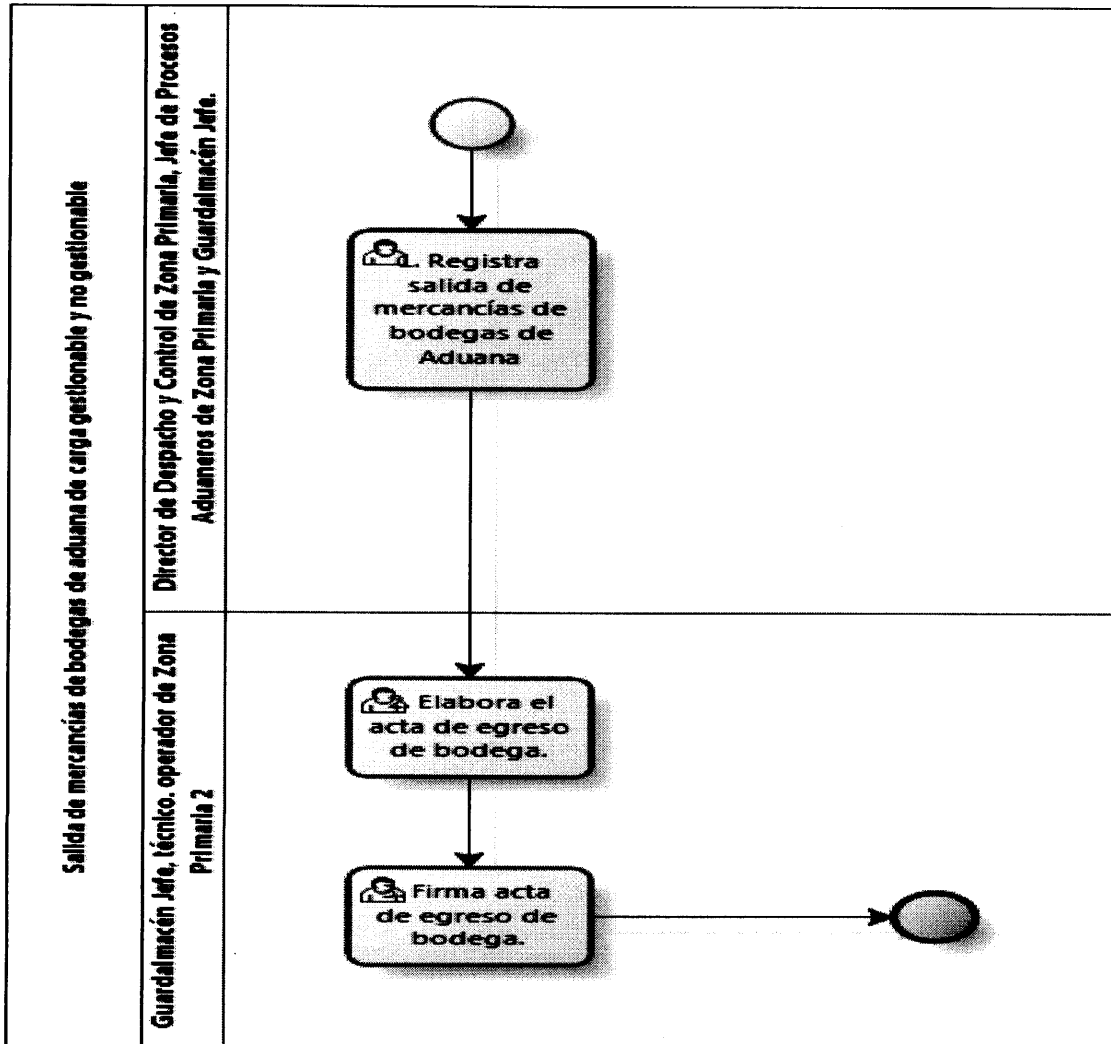 Salida de mercancías de bodegas de aduana de carga gestionable y no gestionable
Director de Despacho y Control de Zona Primaria, Jefe de Procesos
Aduaneros de Zona Primaria y Guardalmacén Jefe.
1. Registra
salida de
mercancías de
bodegas de
Aduana
Guardalmacén Jefe, técnico. operador de Zona
Primaria 2
Elabora el
acta de egreso
de bodega.
Firma acta
de egreso de
bodega.